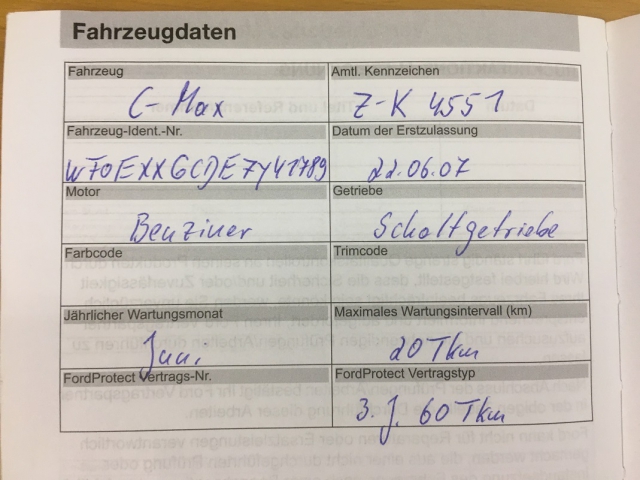 Fahrzeugdaten
Fahrzeug Amtl. Kennzeichen
C-Max Z-K 4551
Fahrzeug-Ident.-Nr. Datum der Erstzulassung
WF0EXXGCDE7Y41789 22.06.07
Motor Getriebe
Benziner Schaltgetriebe
Farbcode Trimcode
Jährlicher Wartungsmonat Maximales Wartungsintervall (km)
Juni 20 Tkm
FordProtect Vertrags-Nr. FordProtect Vertragstyp
3. J. 60 Tkm